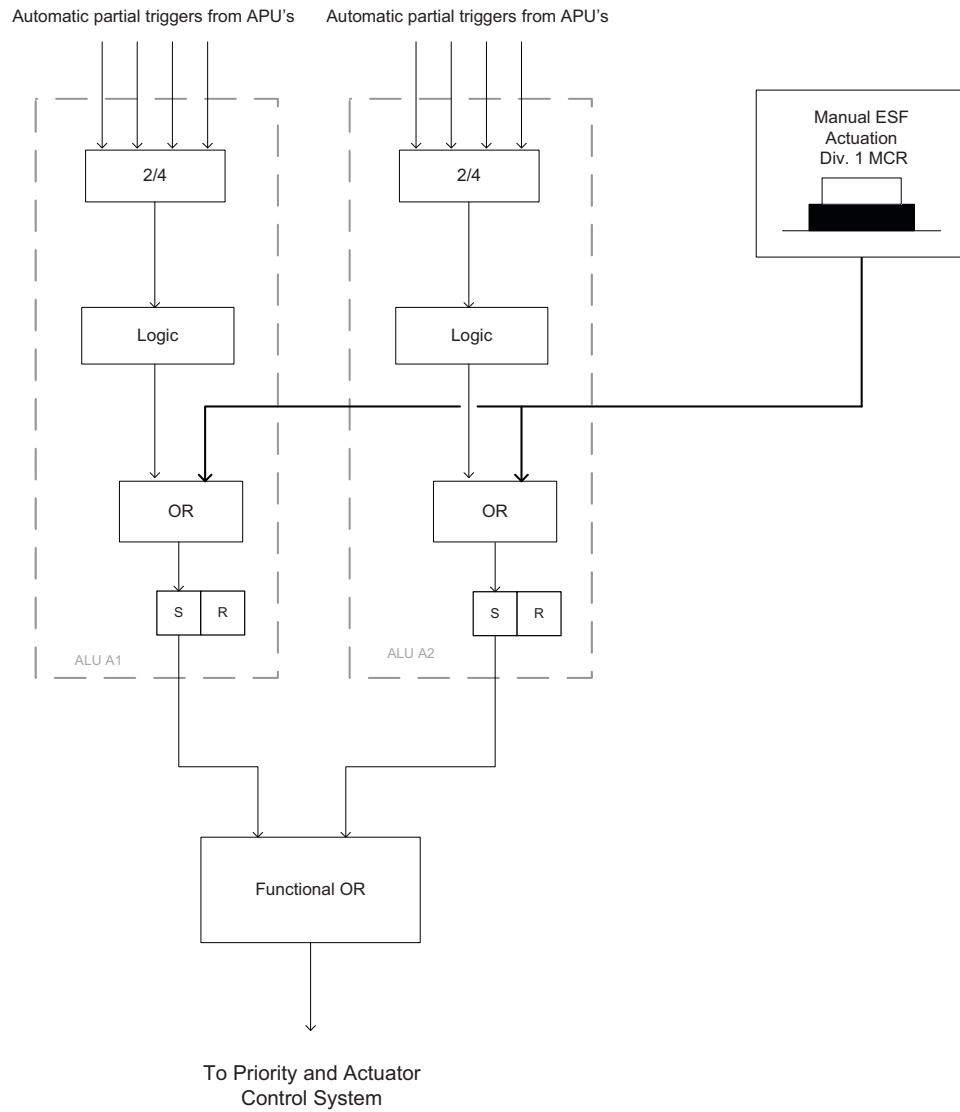 Automatic partial triggers from APU's
Automatic partial triggers from APU's
Manual ESF
Actuation
Div. 1 MCR
2/4
2/4
Logic
Logic
OR
OR
S
R
S
R
ALU A1
ALU A2
Functional OR
To Priority and Actuator
Control System